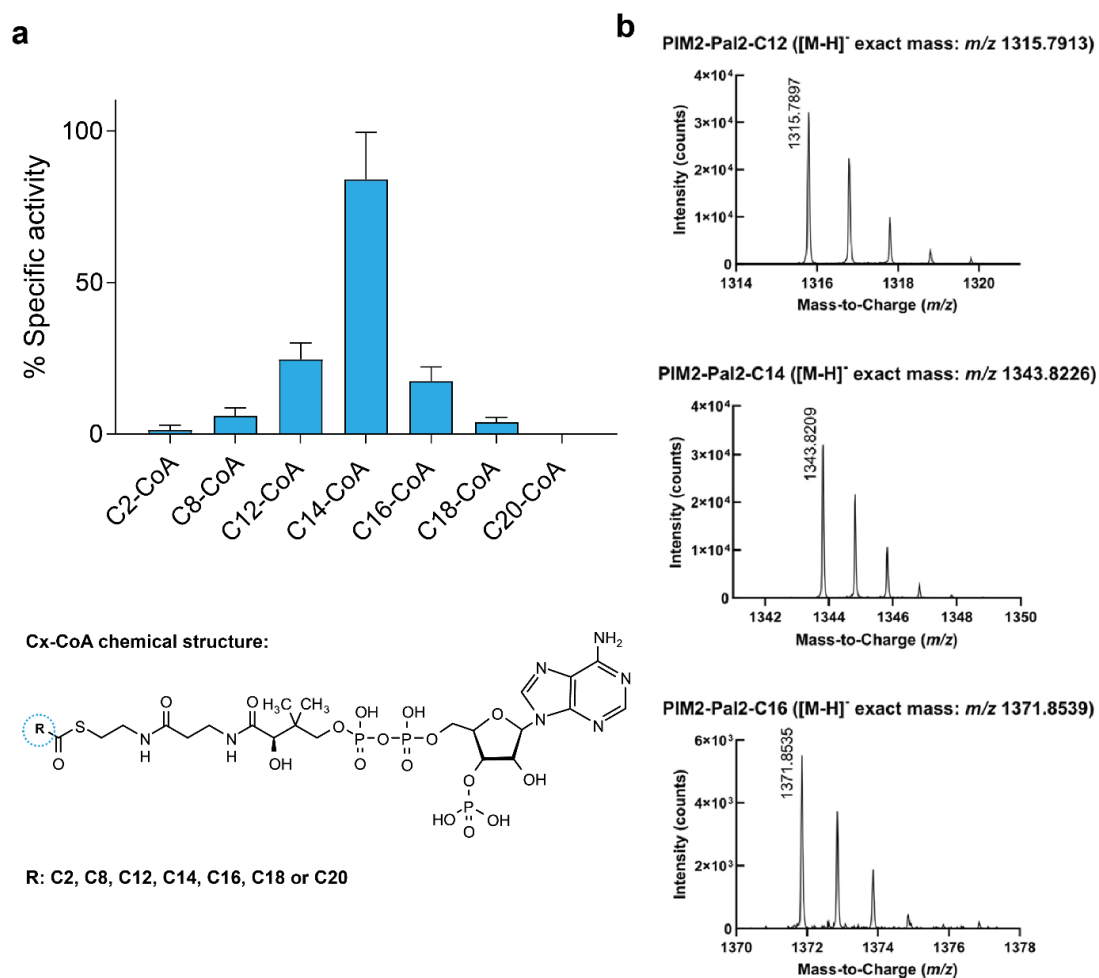 a
% Specific activity
100
50
0
C2-CoA
C8-CoA
C12-CoA
C14-CoA
C16-CoA
C18-CoA
C20-CoA
Cx-CoA chemical structure:
R
O
S
N
H
O
N
H
O
OH
H₃C
CH₃
O
P
OH
O
O
P
OH
O
O
O
O
P
HO
OH
O
OH
N
N
N
N
NH₂
R: C2, C8, C12, C14, C16, C18 or C20
b
PIM2-Pal2-C12 ([M-H]⁻ exact mass: m/z 1315.7913)
Intensity (counts)
4×10⁴
3×10⁴
2×10⁴
1×10⁴
0
1315.7897
1314 1316 1318 1320
Mass-to-Charge (m/z)
PIM2-Pal2-C14 ([M-H]⁻ exact mass: m/z 1343.8226)
Intensity (counts)
4×10⁴
3×10⁴
2×10⁴
1×10⁴
0
1343.8209
1342 1344 1346 1348 1350
Mass-to-Charge (m/z)
PIM2-Pal2-C16 ([M-H]⁻ exact mass: m/z 1371.8539)
Intensity (counts)
6×10³
4×10³
2×10³
0
1371.8535
1370 1372 1374 1376 1378
Mass-to-Charge (m/z)